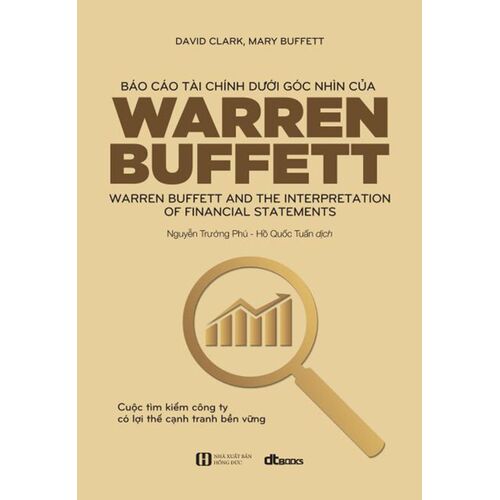 DAVID CLARK, MARY BUFFETT
BÁO CÁO TÀI CHÍNH DƯỚI GÓC NHÌN CỦA
WARREN
BUFFETT
WARREN BUFFETT AND THE INTERPRETATION
OF FINANCIAL STATEMENTS
Nguyễn Trường Phú - Hồ Quốc Tuấn dịch
Cuộc tìm kiếm công ty
có lợi thế cạnh tranh bền vững
NHÀ XUẤT BẢN
HỒNG ĐỨC
dtBOOKS